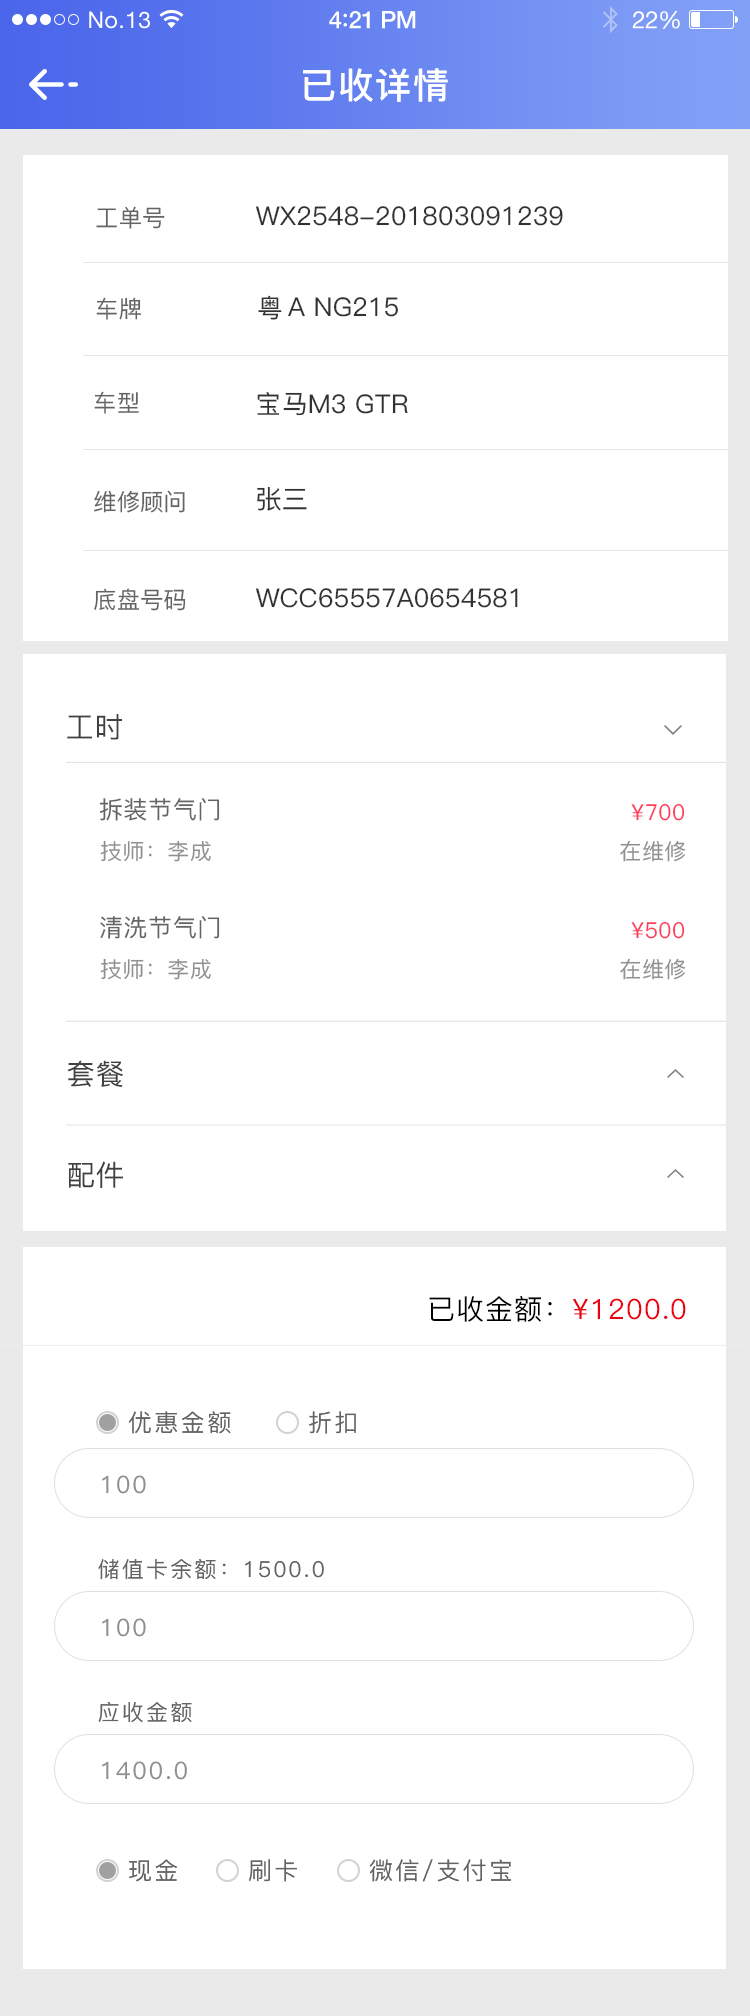 No.13 4:21 PM 22%
已收详情
工单号 WX2548-201803091239
车牌 粤A NG215
车型 宝马M3 GTR
维修顾问 张三
底盘号码 WCC65557A0654581
工时
拆装节气门 ¥700
技师：李成 在维修
清洗节气门 ¥500
技师：李成 在维修
套餐
配件
已收金额：¥1200.0
优惠金额 折扣
100
储值卡余额：1500.0
100
应收金额
1400.0
现金 刷卡 微信/支付宝